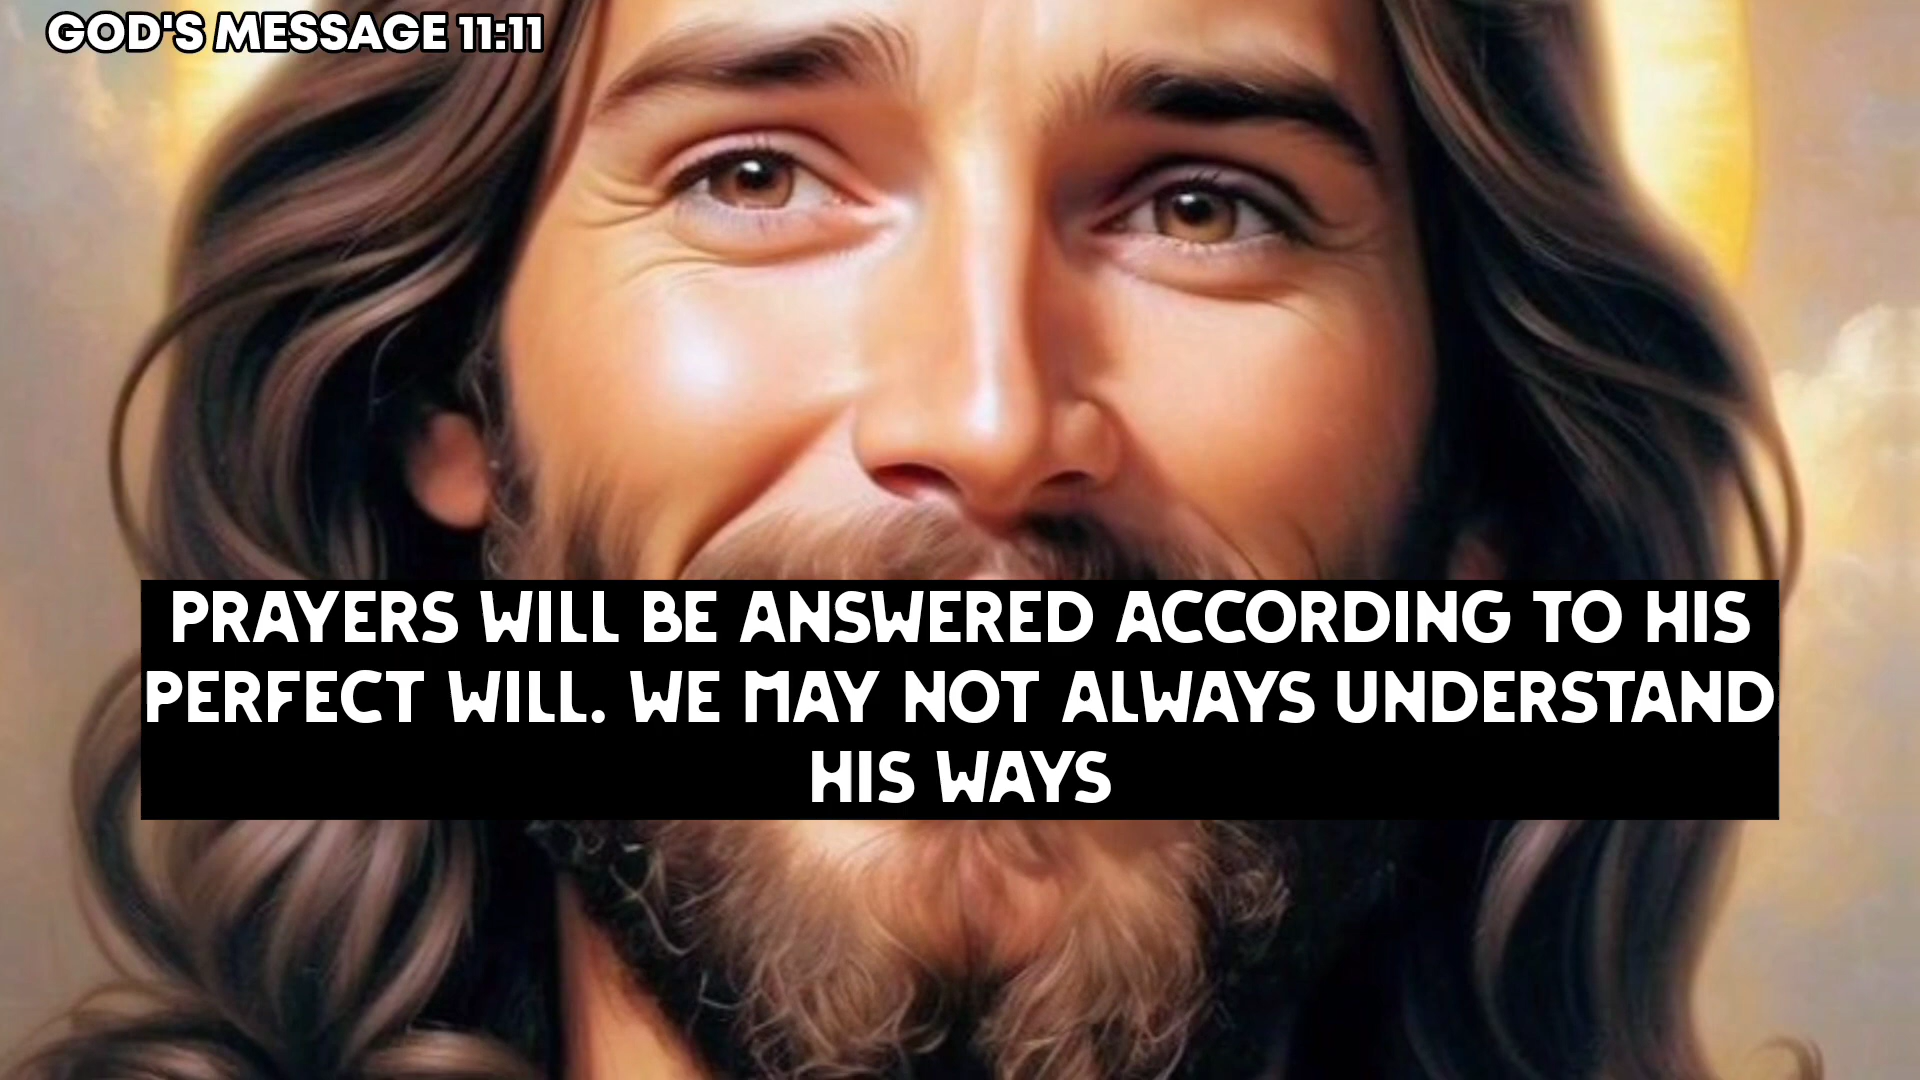 GOD'S MESSAGE 11:11
PRAYERS WILL BE ANSWERED ACCORDING TO HIS
PERFECT WILL. WE MAY NOT ALWAYS UNDERSTAND
HIS WAYS